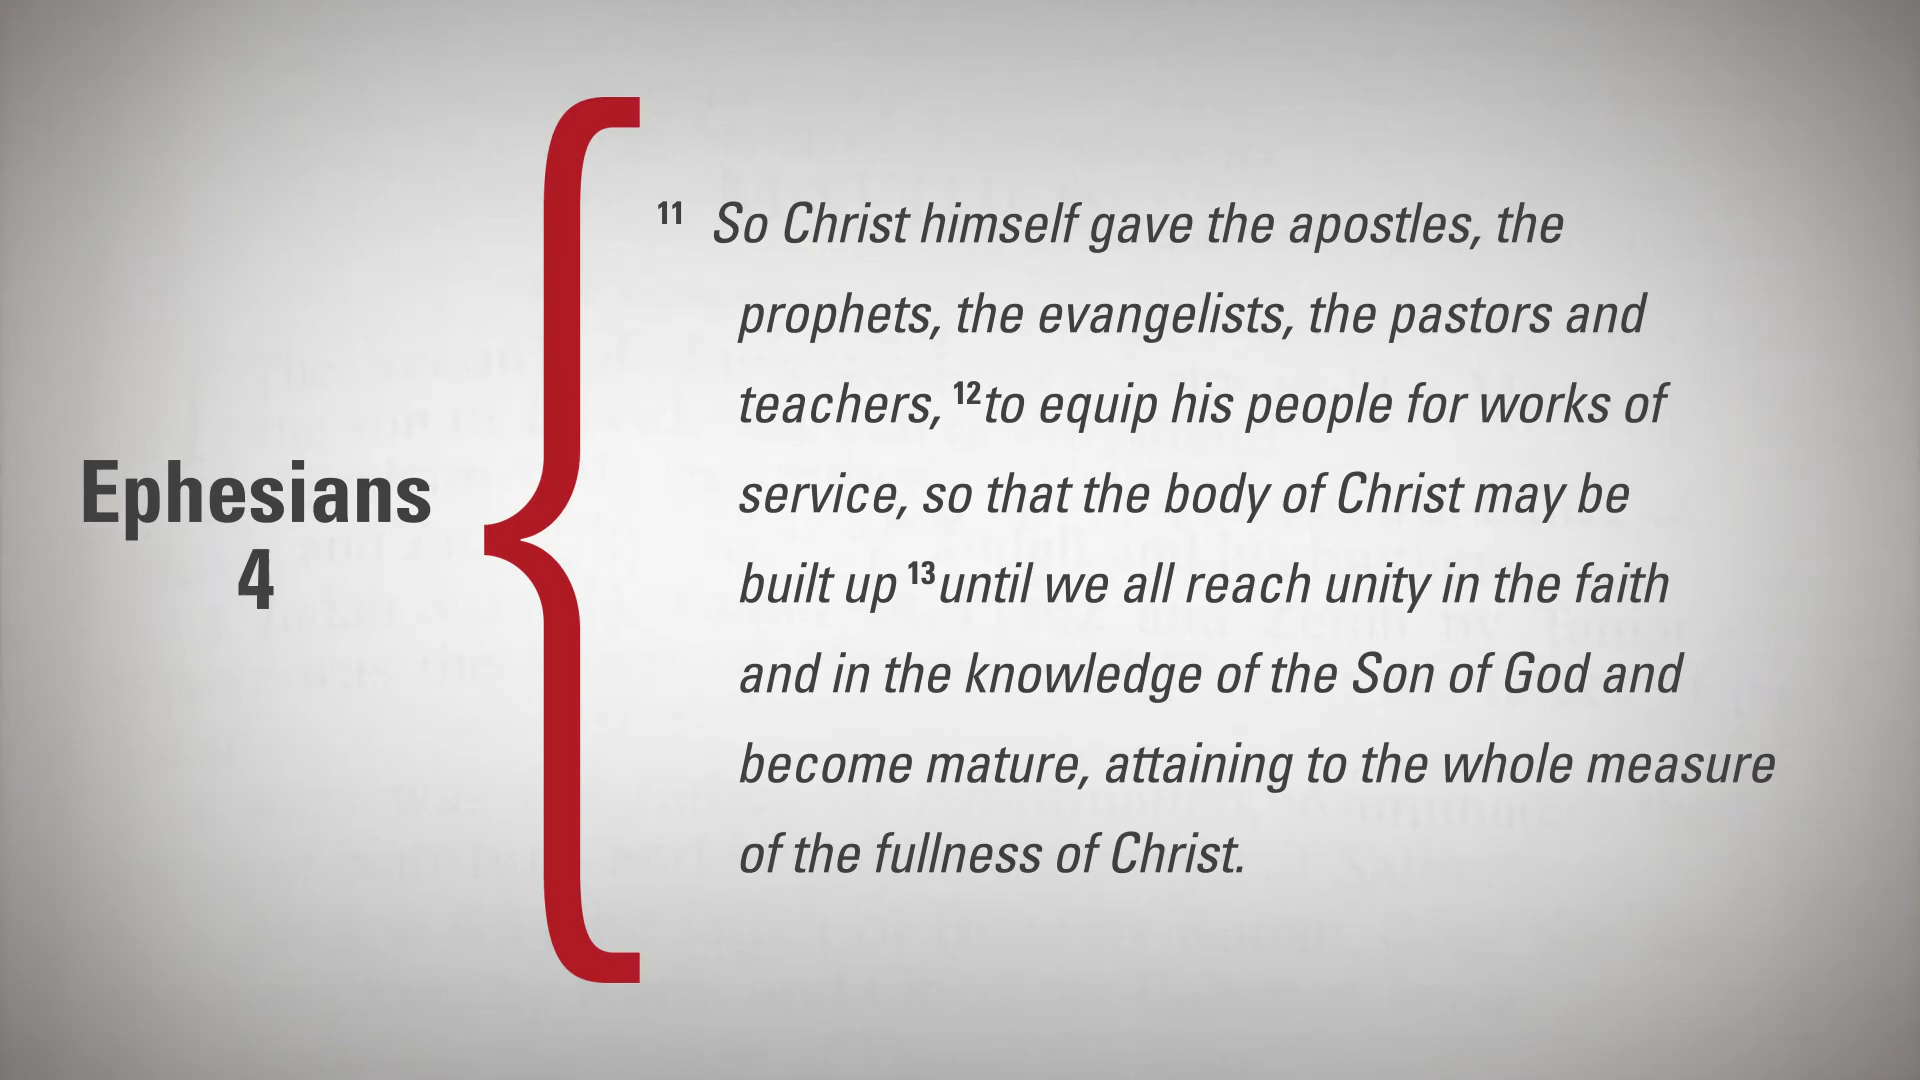 Ephesians
4
11 So Christ himself gave the apostles, the
prophets, the evangelists, the pastors and
teachers, 12 to equip his people for works of
service, so that the body of Christ may be
built up 13 until we all reach unity in the faith
and in the knowledge of the Son of God and
become mature, attaining to the whole measure
of the fullness of Christ.